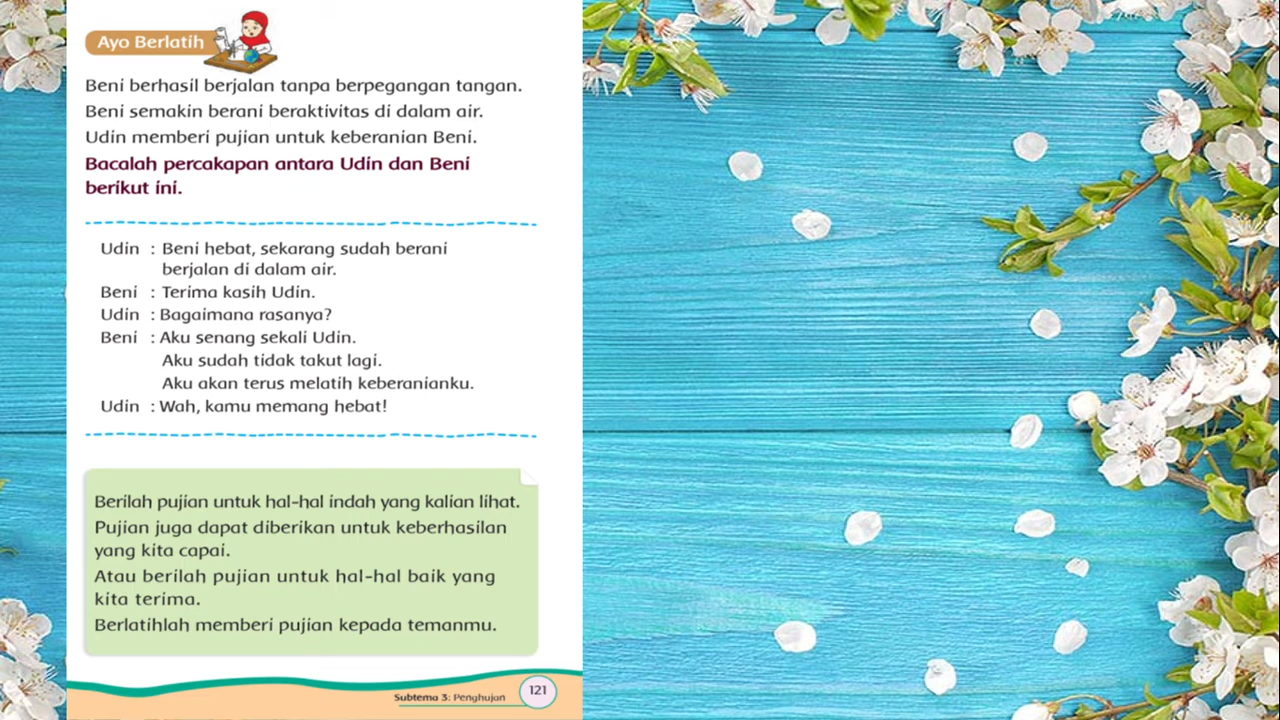 Ayo Berlatih
Beni berhasil berjalan tanpa berpegangan tangan.
Beni semakin berani beraktivitas di dalam air.
Udin memberi pujian untuk keberanian Beni.
Bacalah percakapan antara Udin dan Beni
berikut ini.
Udin : Beni hebat, sekarang sudah berani
berjalan di dalam air.
Beni : Terima kasih Udin.
Udin : Bagaimana rasanya?
Beni : Aku senang sekali Udin.
Aku sudah tidak takut lagi.
Aku akan terus melatih keberanianku.
Udin : Wah, kamu memang hebat!
Berilah pujian untuk hal-hal indah yang kalian lihat.
Pujian juga dapat diberikan untuk keberhasilan
yang kita capai.
Atau berilah pujian untuk hal-hal baik yang
kita terima.
Berlatihlah memberi pujian kepada temanmu.
Subtema 3: Penghujan 121